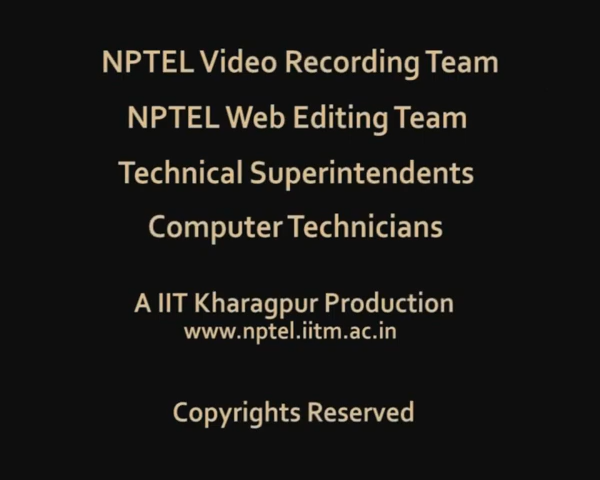 NPTEL Video Recording Team
NPTEL Web Editing Team
Technical Superintendents
Computer Technicians
A IIT Kharagpur Production
www.nptel.iitm.ac.in
Copyrights Reserved